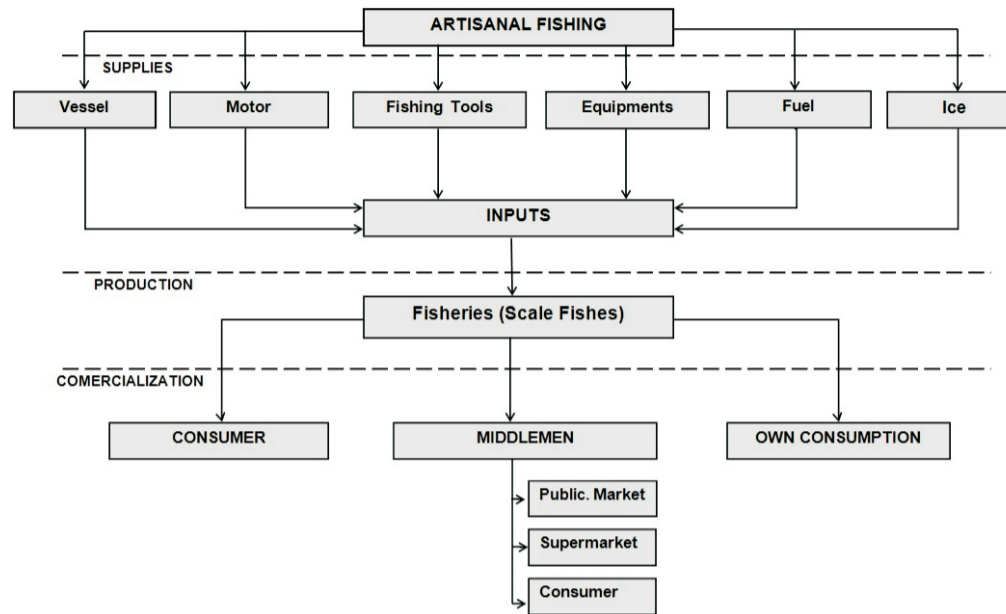 ARTISANAL FISHING
SUPPLIES
Vessel
Motor
Fishing Tools
Equipments
Fuel
Ice
INPUTS
PRODUCTION
Fisheries (Scale Fishes)
COMERCIALIZATION
CONSUMER
MIDDLEMEN
OWN CONSUMPTION
Public. Market
Supermarket
Consumer